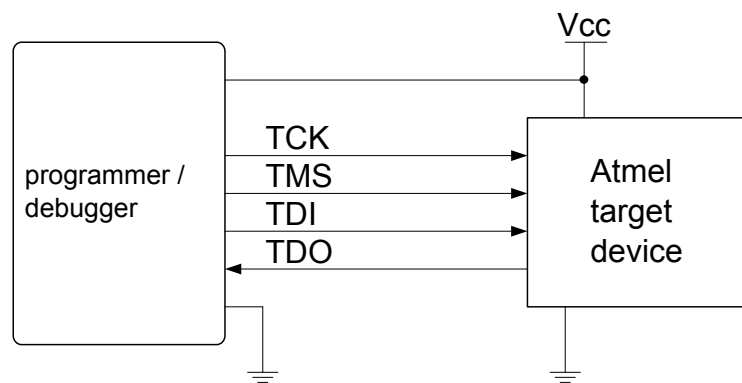 Vcc
TCK
TMS
TDI
TDO
programmer /
debugger
Atmel
target
device